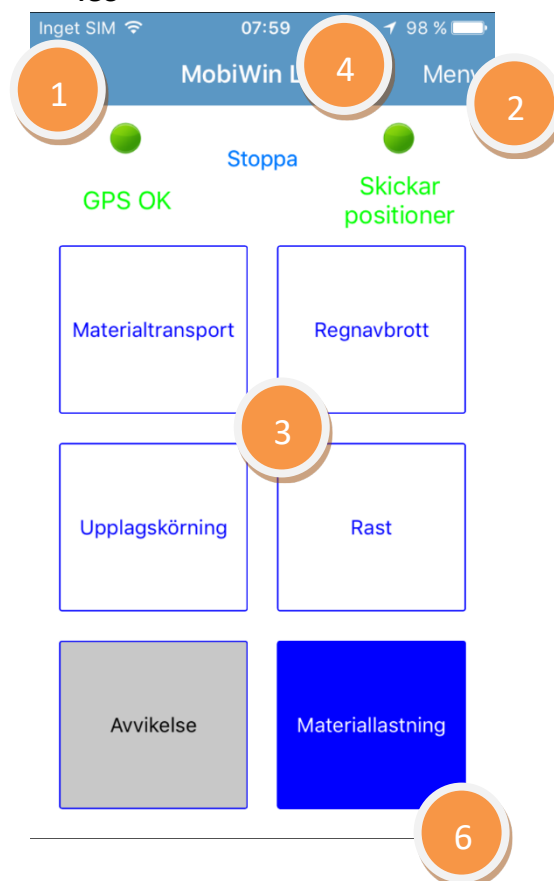 Inget SIM 07:59 98 %
MobiWin L
Meny
1
4
2
Stoppa
GPS OK
Skickar
positioner
Materialtransport
Regnavbrott
3
Upplagskörning
Rast
Avvikelse
Materiallastning
6